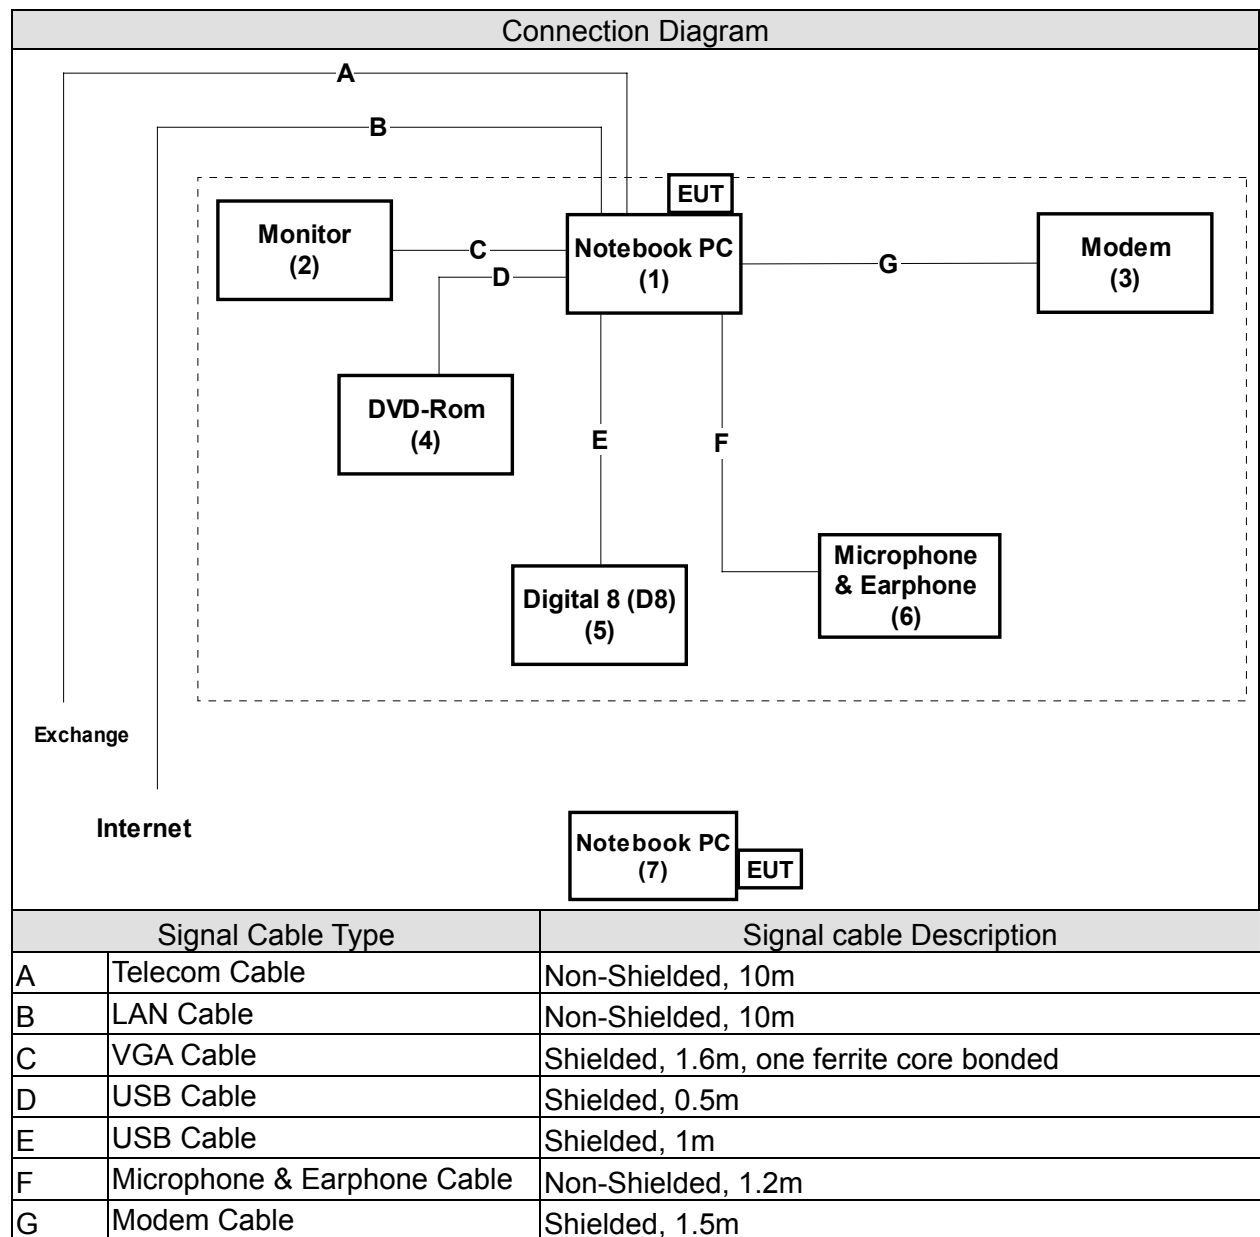 Connection Diagram
A
B
EUT
Monitor
(2)
C
D
Notebook PC
(1)
G
Modem
(3)
DVD-Rom
(4)
E
F
Microphone
& Earphone
(6)
Digital 8 (D8)
(5)
Exchange
Internet
Notebook PC
(7)
EUT
Signal Cable Type Signal cable Description
A Telecom Cable Non-Shielded, 10m
B LAN Cable Non-Shielded, 10m
C VGA Cable Shielded, 1.6m, one ferrite core bonded
D USB Cable Shielded, 0.5m
E USB Cable Shielded, 1m
F Microphone & Earphone Cable Non-Shielded, 1.2m
G Modem Cable Shielded, 1.5m